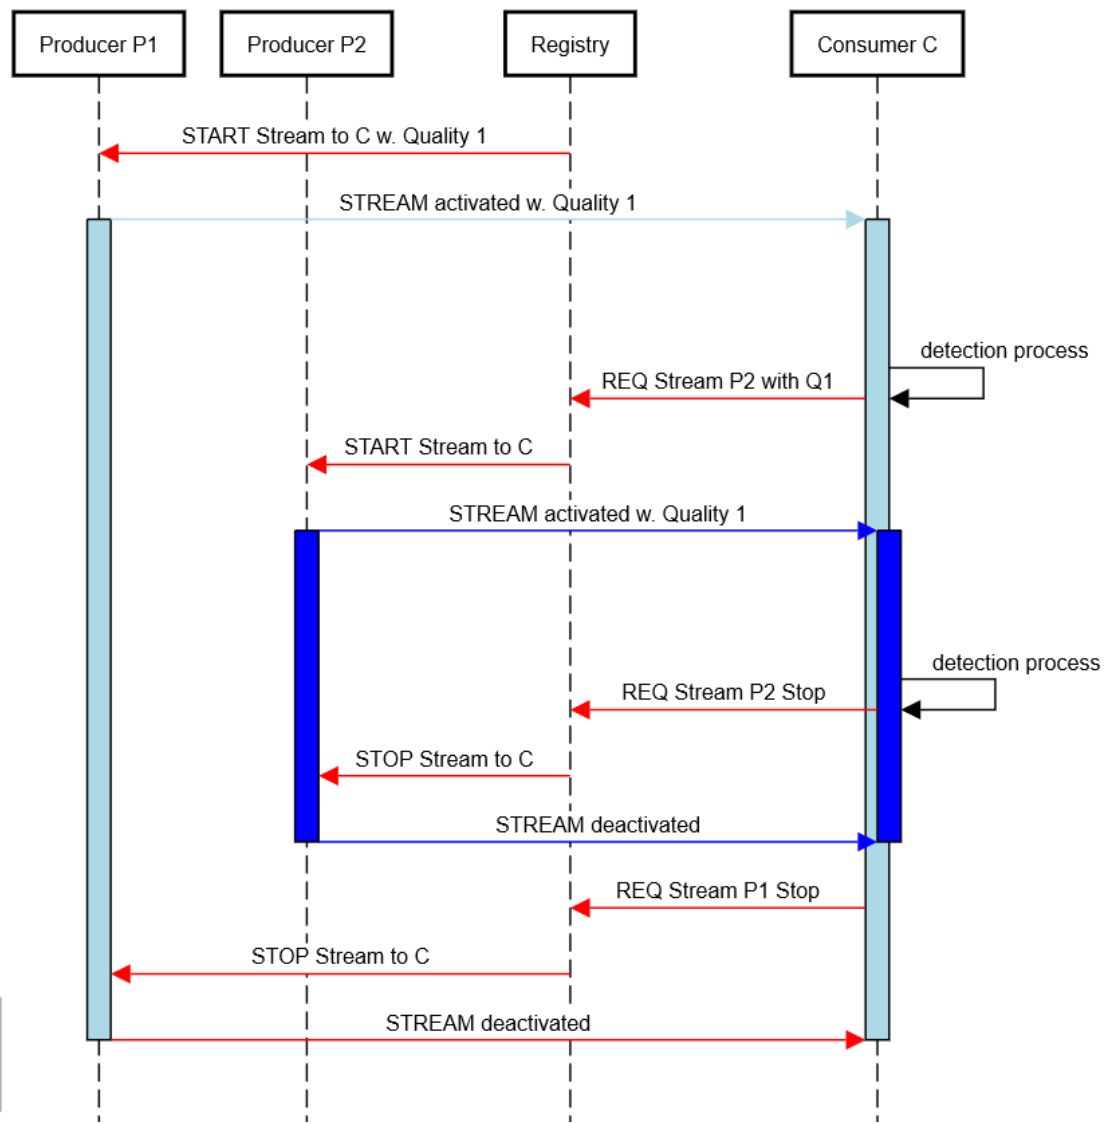 Producer P1
Producer P2
Registry
Consumer C
START Stream to C w. Quality 1
STREAM activated w. Quality 1
detection process
REQ Stream P2 with Q1
START Stream to C
STREAM activated w. Quality 1
detection process
REQ Stream P2 Stop
STOP Stream to C
STREAM deactivated
REQ Stream P1 Stop
STOP Stream to C
STREAM deactivated